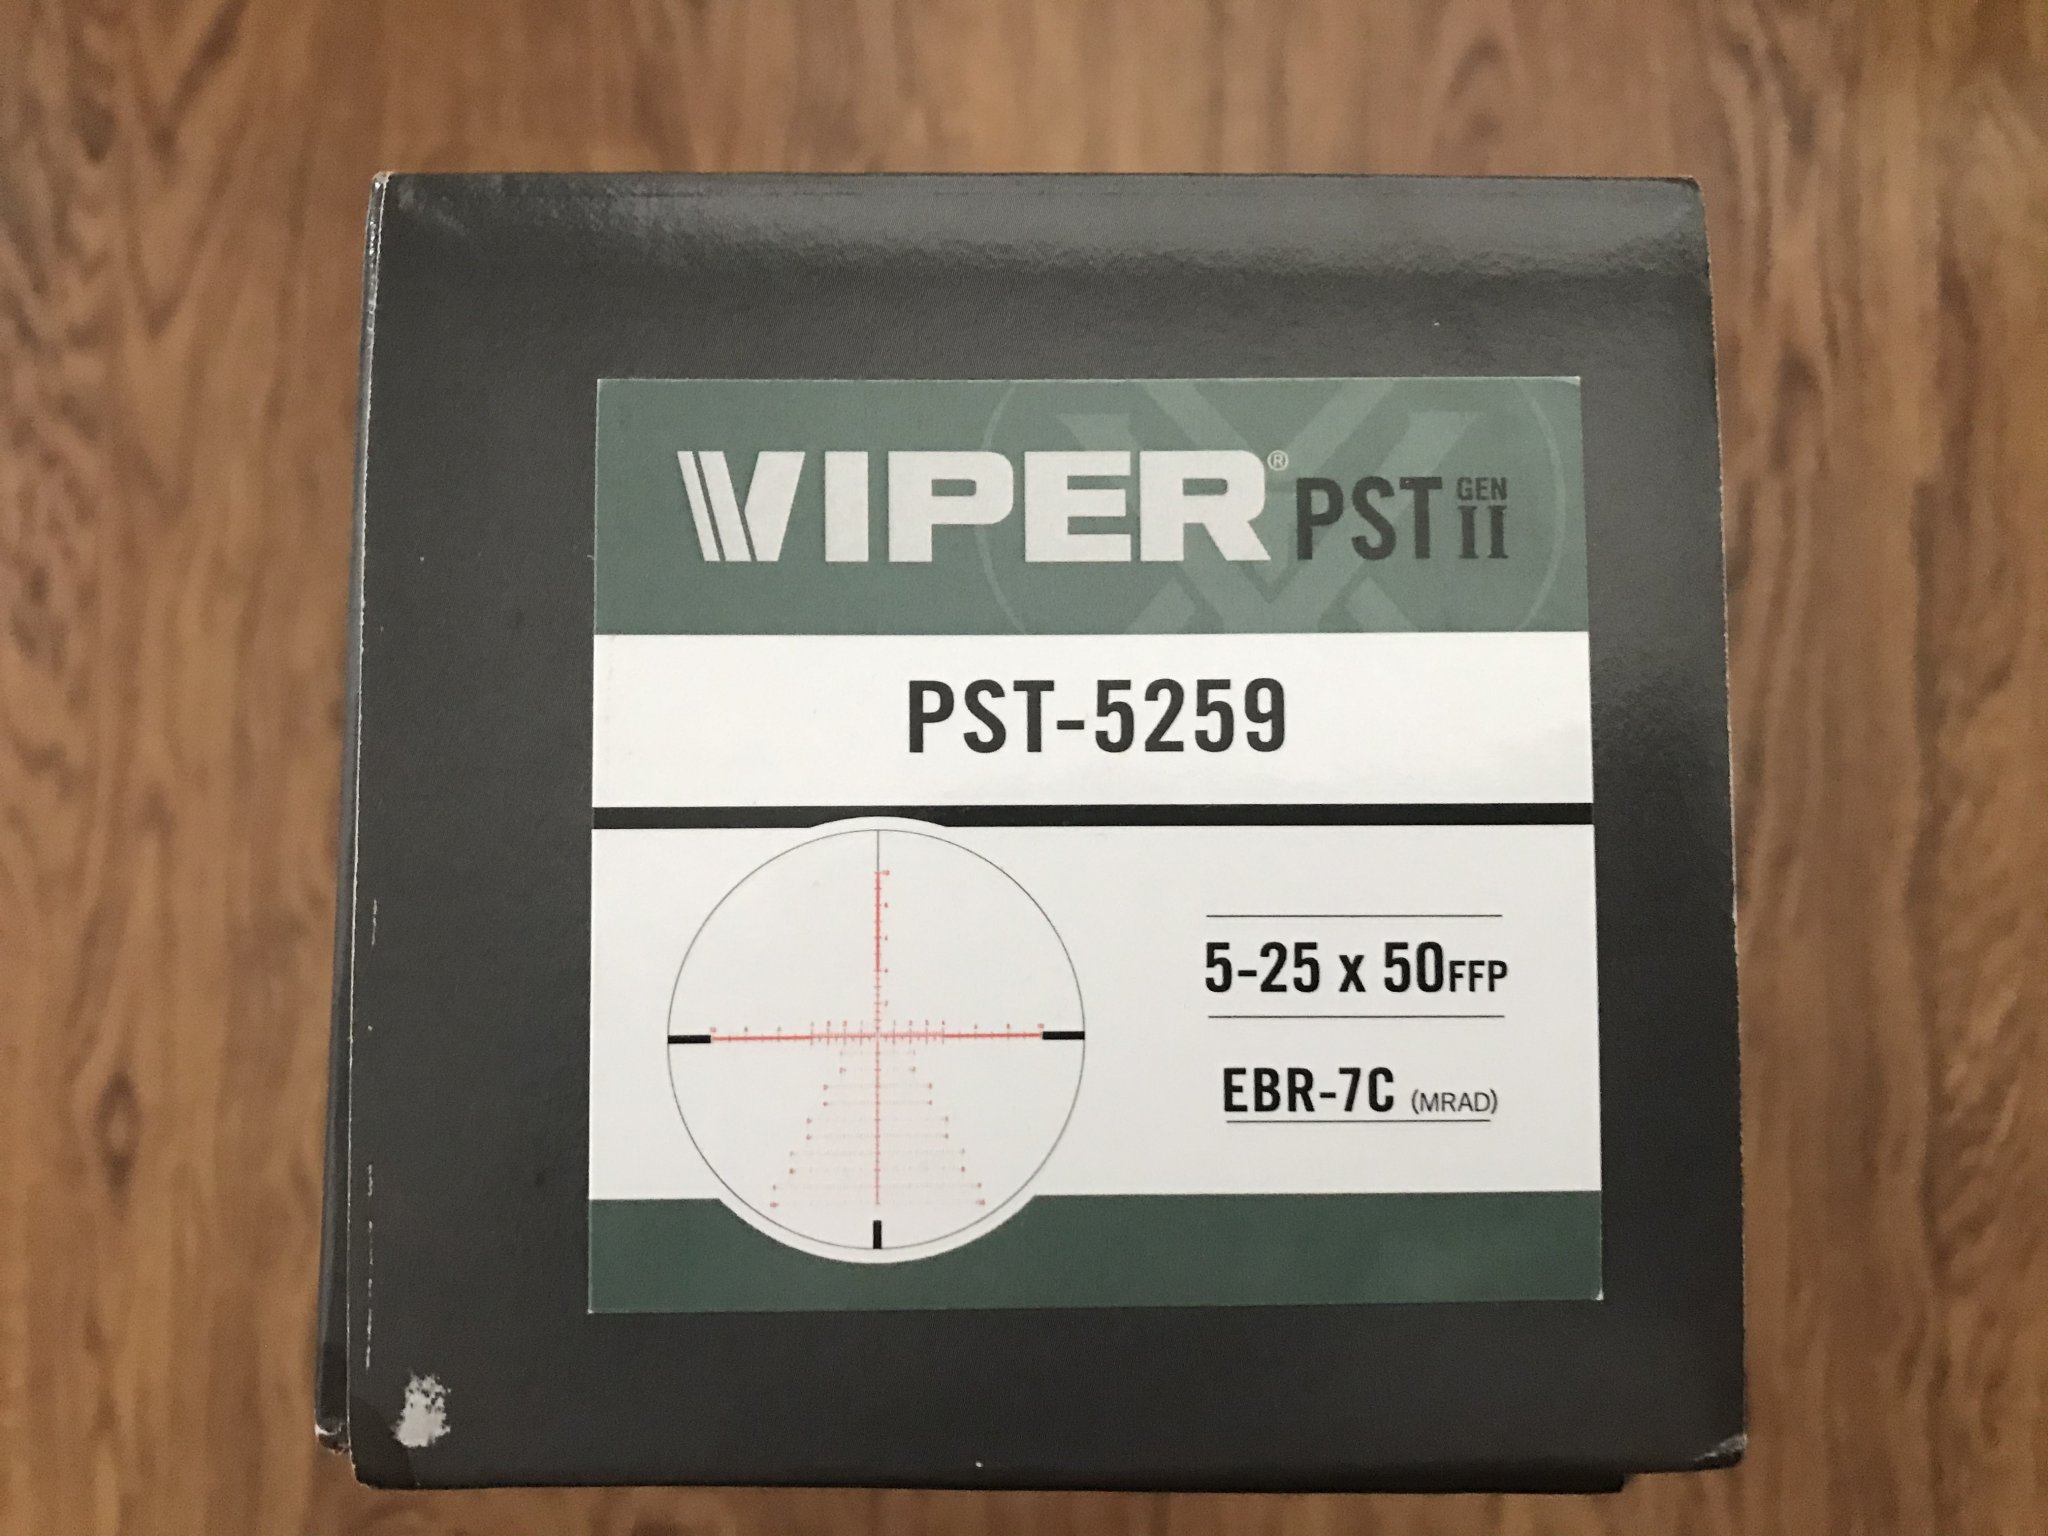 VIPER® PST GEN II
PST-5259
5-25 x 50FFP
EBR-7C (MRAD)